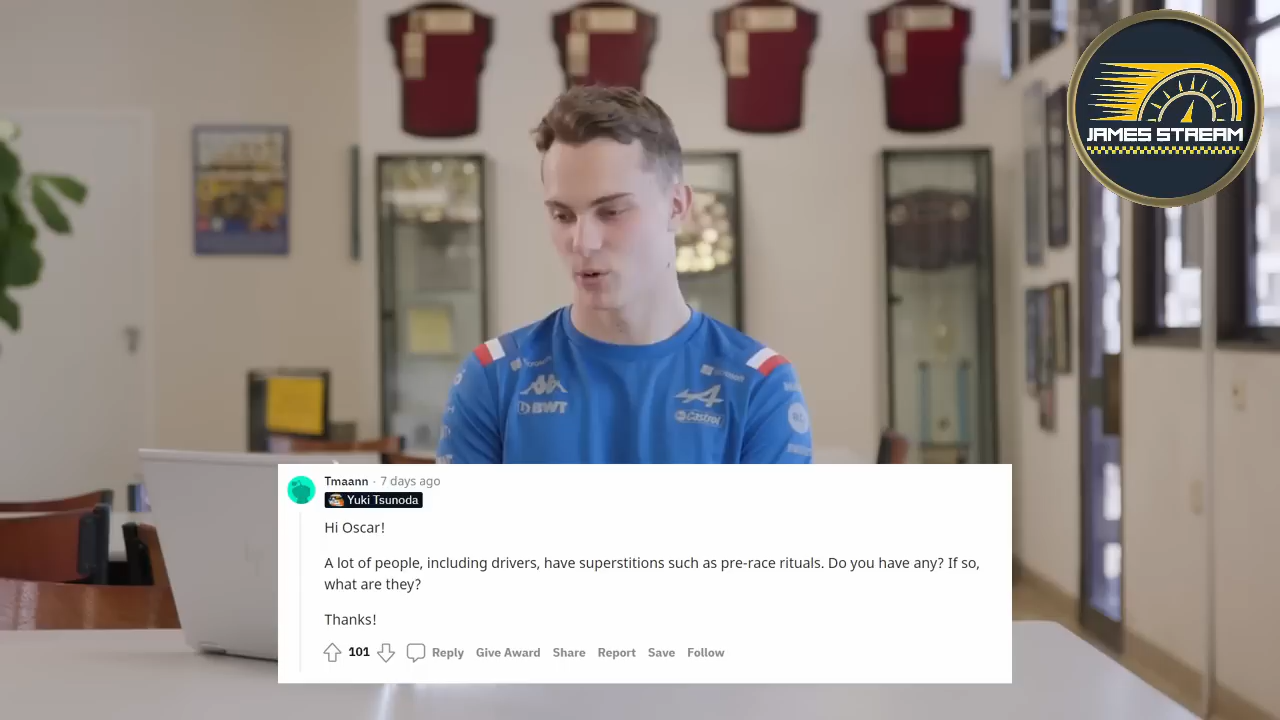 JAMES STREAM
Microsoft
Microsoft
BWT
Castrol
Tmaann · 7 days ago
Yuki Tsunoda
Hi Oscar!
A lot of people, including drivers, have superstitions such as pre-race rituals. Do you have any? If so,
what are they?
Thanks!
101 Reply Give Award Share Report Save Follow